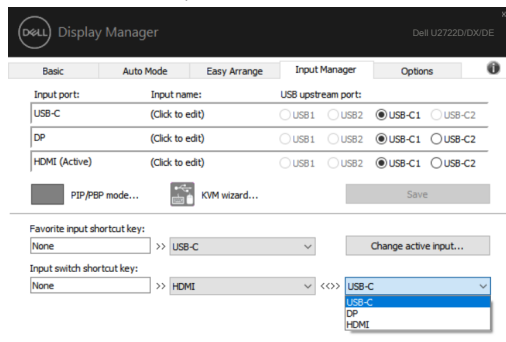 DELL Display Manager
Dell U2722D/DX/DE
x
Basic Auto Mode Easy Arrange Input Manager Options i
Input port: Input name: USB upstream port:
USB-C (Click to edit) USB1 USB2 USB-C1 USB-C2
DP (Click to edit) USB1 USB2 USB-C1 USB-C2
HDMI (Active) (Click to edit) USB1 USB2 USB-C1 USB-C2
PIP/PBP mode... KVM wizard... Save
Favorite input shortcut key:
None >> USB-C Change active input...
Input switch shortcut key:
None >> HDMI <<>> USB-C
USB-C
DP
HDMI